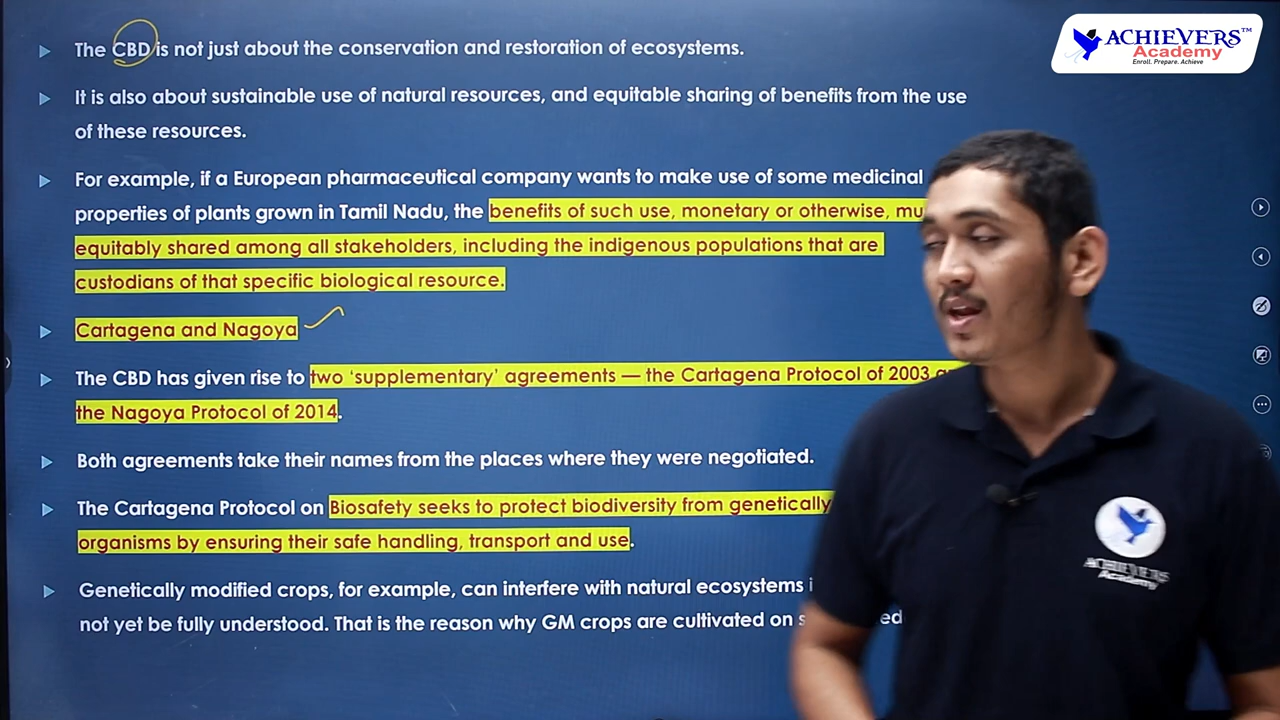 The CBD is not just about the conservation and restoration of ecosystems.
It is also about sustainable use of natural resources, and equitable sharing of benefits from the use
of these resources.
For example, if a European pharmaceutical company wants to make use of some medicinal
properties of plants grown in Tamil Nadu, the benefits of such use, monetary or otherwise,
equitably shared among all stakeholders, including the indigenous populations that are
custodians of that specific biological resource.
Cartagena and Nagoya
The CBD has given rise to two ‘supplementary’ agreements — the Cartagena Protocol of 2003
the Nagoya Protocol of 2014.
Both agreements take their names from the places where they were negotiated.
The Cartagena Protocol on Biosafety seeks to protect biodiversity from genetically
organisms by ensuring their safe handling, transport and use.
Genetically modified crops, for example, can interfere with natural ecosystems
not yet be fully understood. That is the reason why GM crops are cultivated on
ACHIEVERS™
Academy
Enroll. Prepare. Achieve
ACHIEVERS
Academy